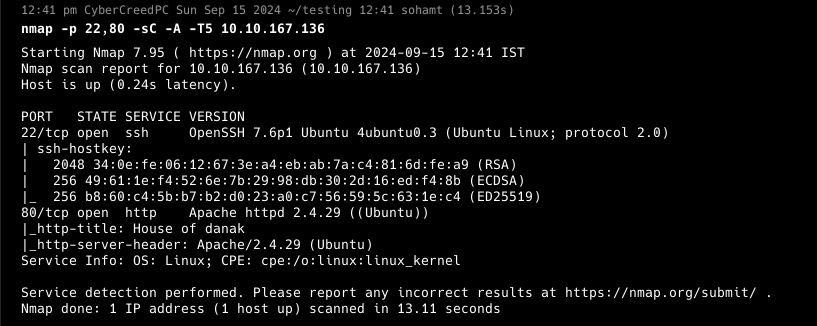 12:41 pm CyberCreedPC Sun Sep 15 2024 ~/testing 12:41 sohamt (13.153s)
nmap -p 22,80 -sC -A -T5 10.10.167.136
Starting Nmap 7.95 ( https://nmap.org ) at 2024-09-15 12:41 IST
Nmap scan report for 10.10.167.136 (10.10.167.136)
Host is up (0.24s latency).
PORT   STATE SERVICE VERSION
22/tcp open  ssh     OpenSSH 7.6p1 Ubuntu 4ubuntu0.3 (Ubuntu Linux; protocol 2.0)
| ssh-hostkey:
|   2048 34:0e:fe:06:12:67:3e:a4:eb:ab:7a:c4:81:6d:fe:a9 (RSA)
|   256 49:61:1e:f4:52:6e:7b:29:98:db:30:2d:16:ed:f4:8b (ECDSA)
|_  256 b8:60:c4:5b:b7:b2:d0:23:a0:c7:56:59:5c:63:1e:c4 (ED25519)
80/tcp open  http    Apache httpd 2.4.29 ((Ubuntu))
|_http-title: House of danak
|_http-server-header: Apache/2.4.29 (Ubuntu)
Service Info: OS: Linux; CPE: cpe:/o:linux:linux_kernel
Service detection performed. Please report any incorrect results at https://nmap.org/submit/ .
Nmap done: 1 IP address (1 host up) scanned in 13.11 seconds